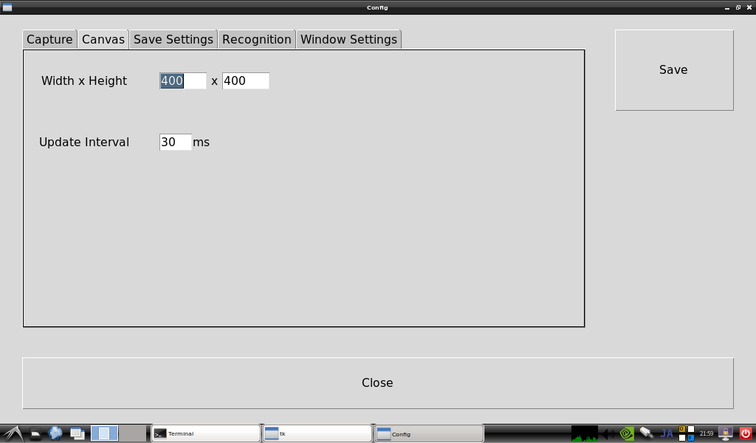 Config
Capture Canvas Save Settings Recognition Window Settings
Width x Height 400 x 400
Save
Update Interval 30 ms
Close
Terminal tk Config JA 21:59